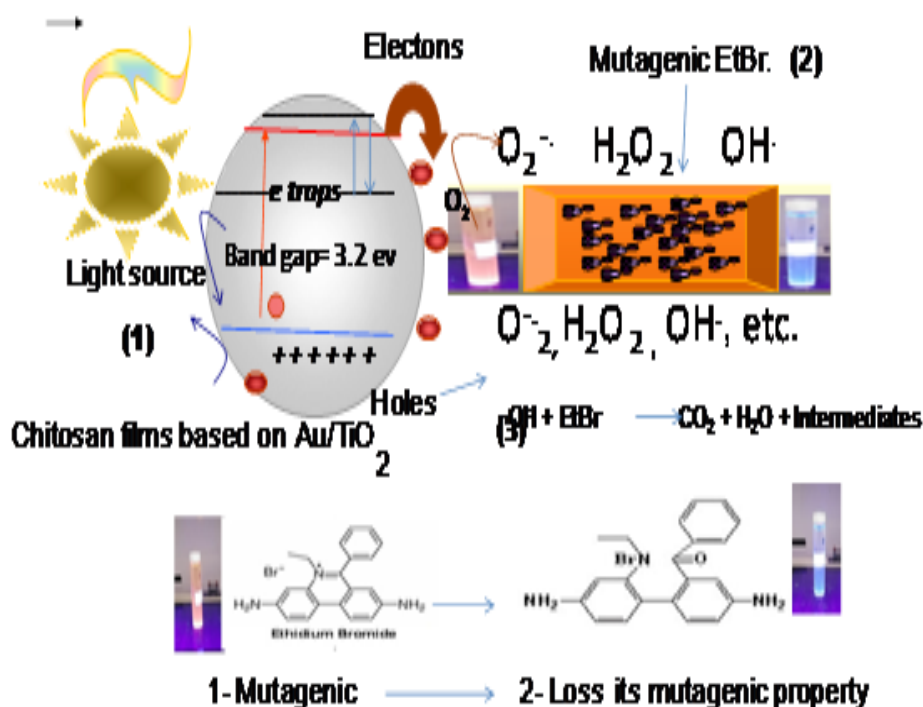 Electons
Mutagenic EtBr. (2)
O₂⁻· H₂O₂ OH·
e traps
O₂
Band gap= 3.2 ev
Light source
(1)
++++++
O⁻·₂, H₂O₂ , OH·, etc.
Holes
(3)
OH + EtBr CO₂ + H₂O + Intermediates
Chitosan films based on Au/TiO₂
Br⁻
N⁺
H₂N NH₂
Ethidium Bromide
BrN O
NH₂ NH₂
1- Mutagenic 2- Loss its mutagenic property